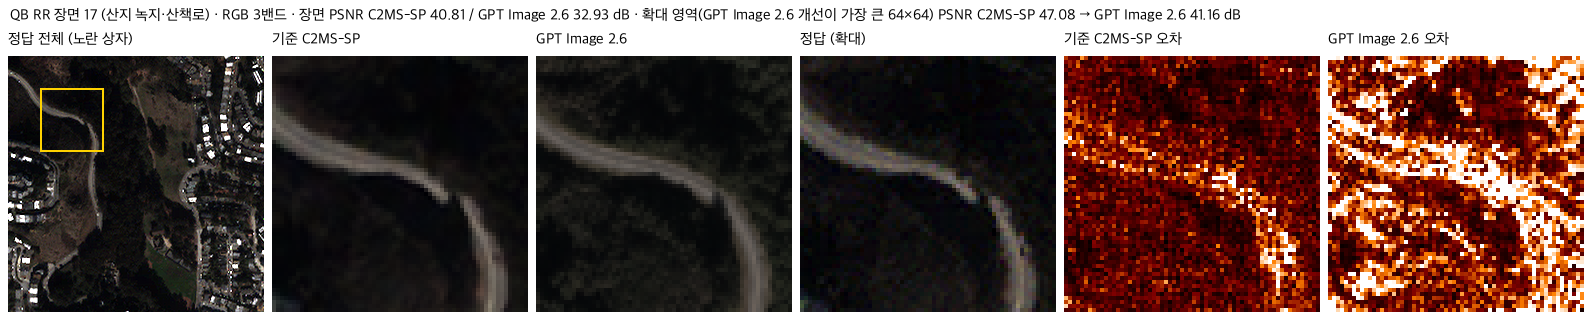 QB RR 장면 17 (산지 녹지·산책로) · RGB 3밴드 · 장면 PSNR C2MS-SP 40.81 / GPT Image 2.6 32.93 dB · 확대 영역(GPT Image 2.6 개선이 가장 큰 64×64) PSNR C2MS-SP 47.08 → GPT Image 2.6 41.16 dB
정답 전체 (노란 상자)
기준 C2MS-SP
GPT Image 2.6
정답 (확대)
기준 C2MS-SP 오차
GPT Image 2.6 오차